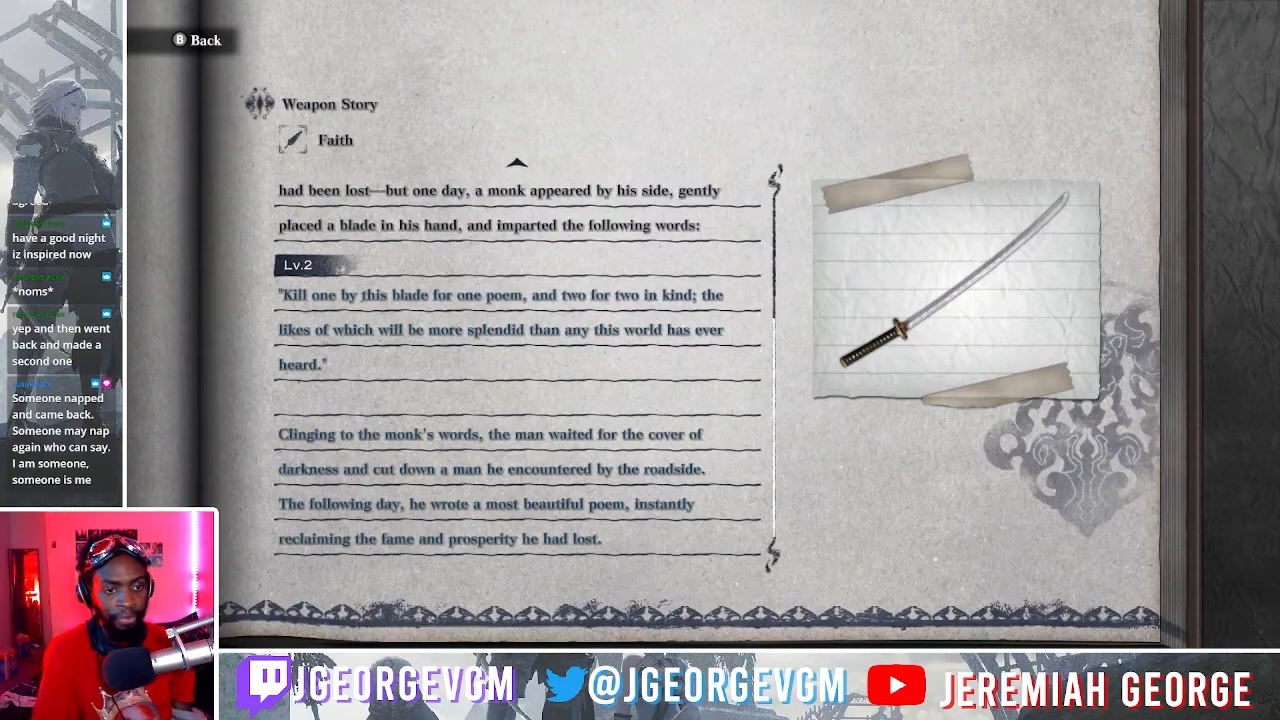 B Back
Weapon Story
Faith
had been lost—but one day, a monk appeared by his side, gently
placed a blade in his hand, and imparted the following words:
Lv.2
"Kill one by this blade for one poem, and two for two in kind; the
likes of which will be more splendid than any this world has ever
heard."
Clinging to the monk's words, the man waited for the cover of
darkness and cut down a man he encountered by the roadside.
The following day, he wrote a most beautiful poem, instantly
reclaiming the fame and prosperity he had lost.
have a good night
iz inspired now
*noms*
yep and then went
back and made a
second one
Someone napped
and came back.
Someone may nap
again who can say.
I am someone,
someone is me
JGEORGEVGM
@JGEORGEVGM
JEREMIAH GEORGE